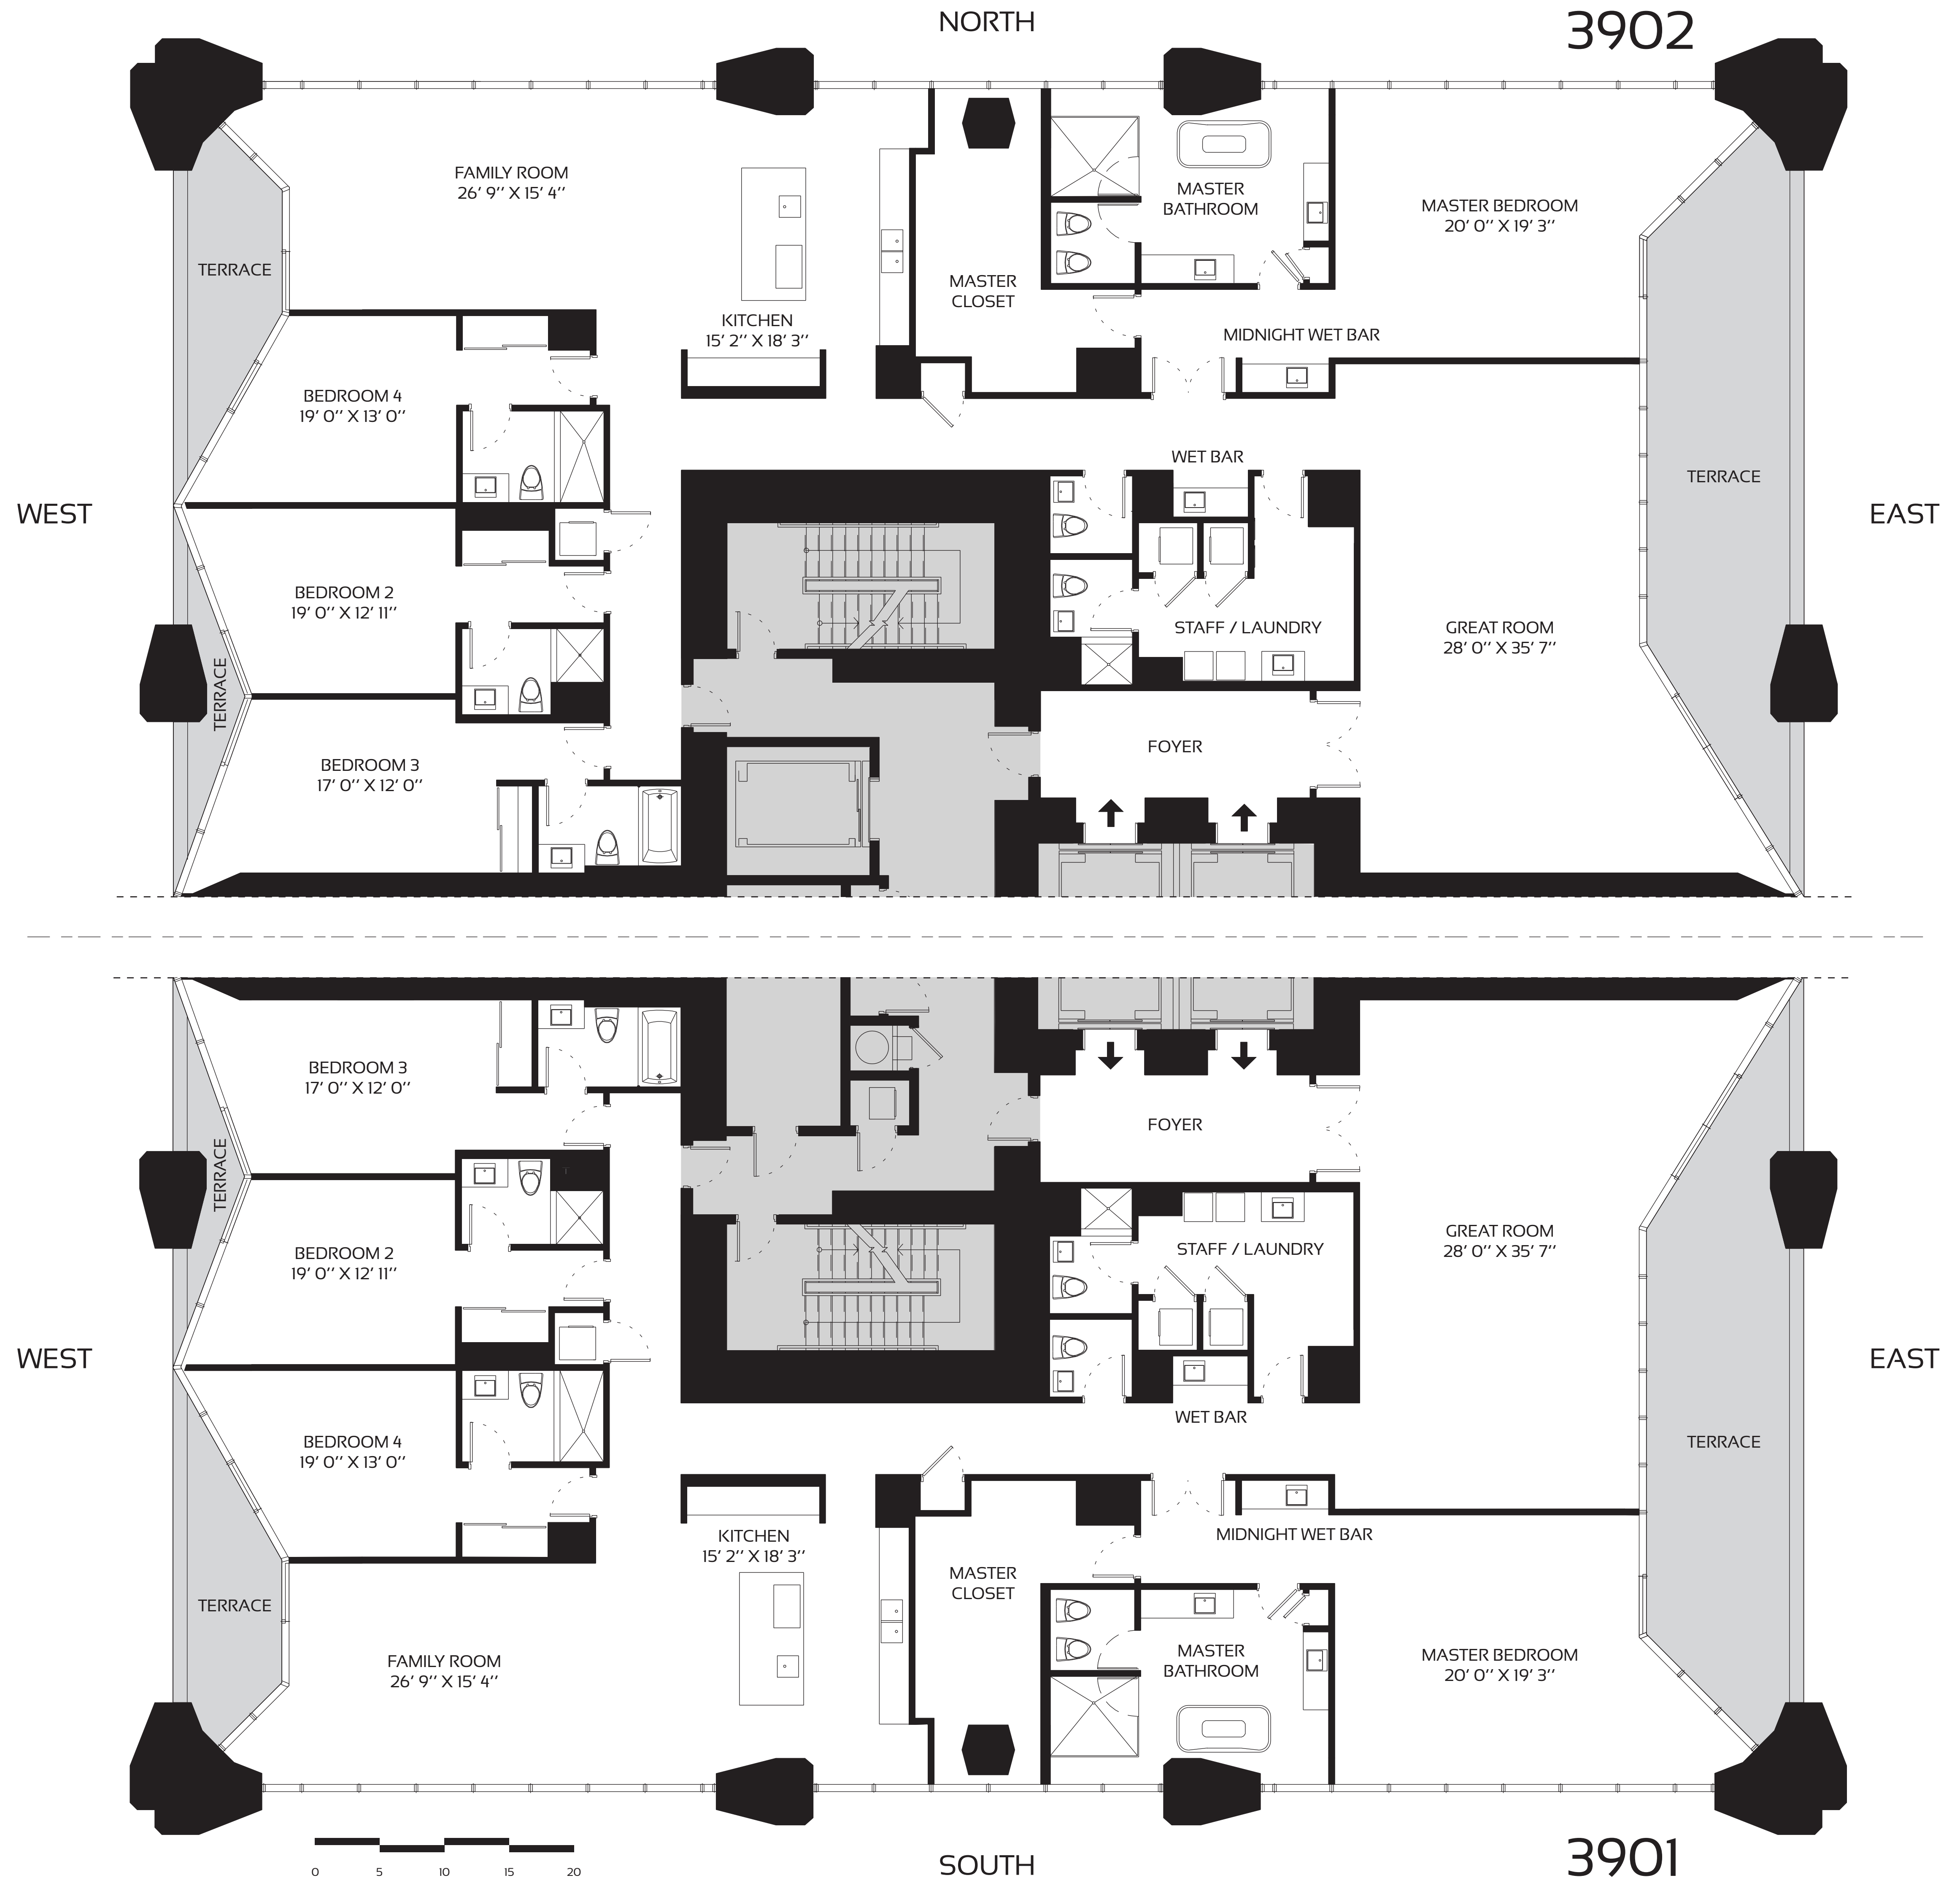 NORTH
3902
FAMILY ROOM
26' 9'' X 15' 4''
MASTER
BATHROOM
MASTER BEDROOM
20' 0'' X 19' 3''
TERRACE
MASTER
CLOSET
KITCHEN
15' 2'' X 18' 3''
MIDNIGHT WET BAR
BEDROOM 4
19' 0'' X 13' 0''
WET BAR
TERRACE
WEST
EAST
BEDROOM 2
19' 0'' X 12' 11''
STAFF / LAUNDRY
GREAT ROOM
28' 0'' X 35' 7''
TERRACE
FOYER
BEDROOM 3
17' 0'' X 12' 0''
BEDROOM 3
17' 0'' X 12' 0''
FOYER
TERRACE
GREAT ROOM
28' 0'' X 35' 7''
BEDROOM 2
19' 0'' X 12' 11''
STAFF / LAUNDRY
WEST
EAST
WET BAR
BEDROOM 4
19' 0'' X 13' 0''
TERRACE
KITCHEN
15' 2'' X 18' 3''
MIDNIGHT WET BAR
MASTER
CLOSET
TERRACE
FAMILY ROOM
26' 9'' X 15' 4''
MASTER
BATHROOM
MASTER BEDROOM
20' 0'' X 19' 3''
0 5 10 15 20
SOUTH
3901